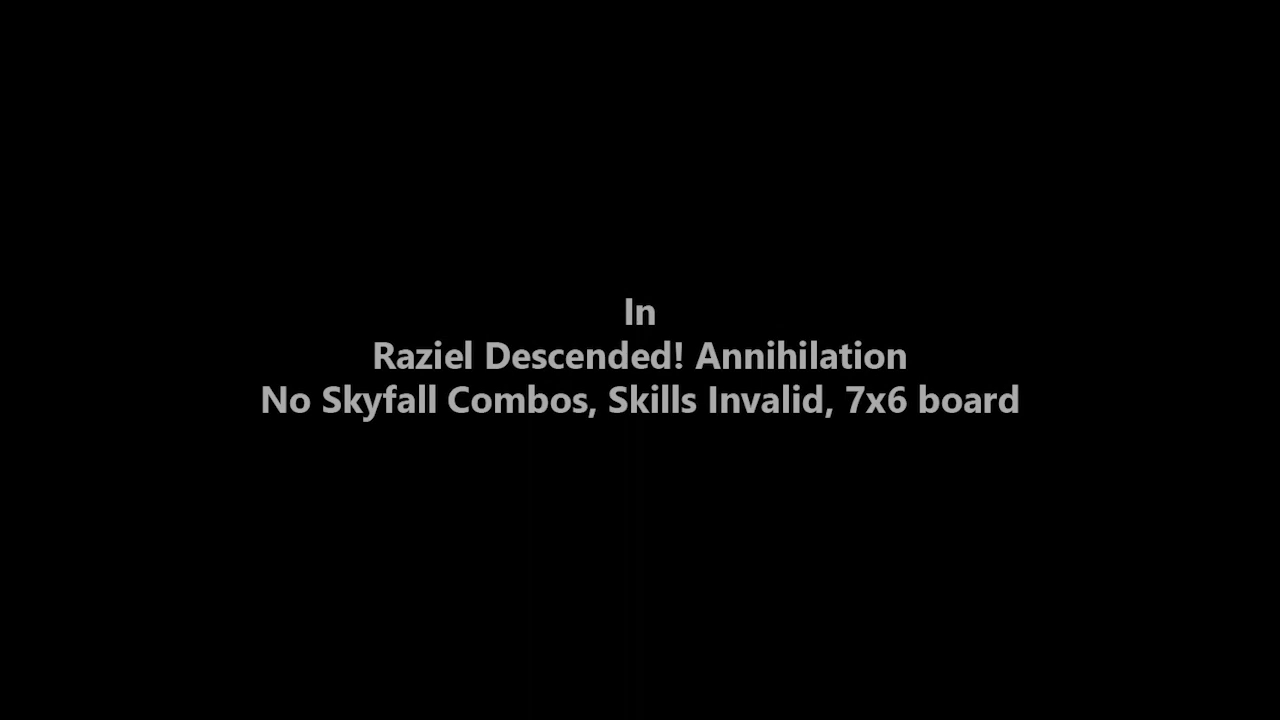 In
Raziel Descended! Annihilation
No Skyfall Combos, Skills Invalid, 7x6 board